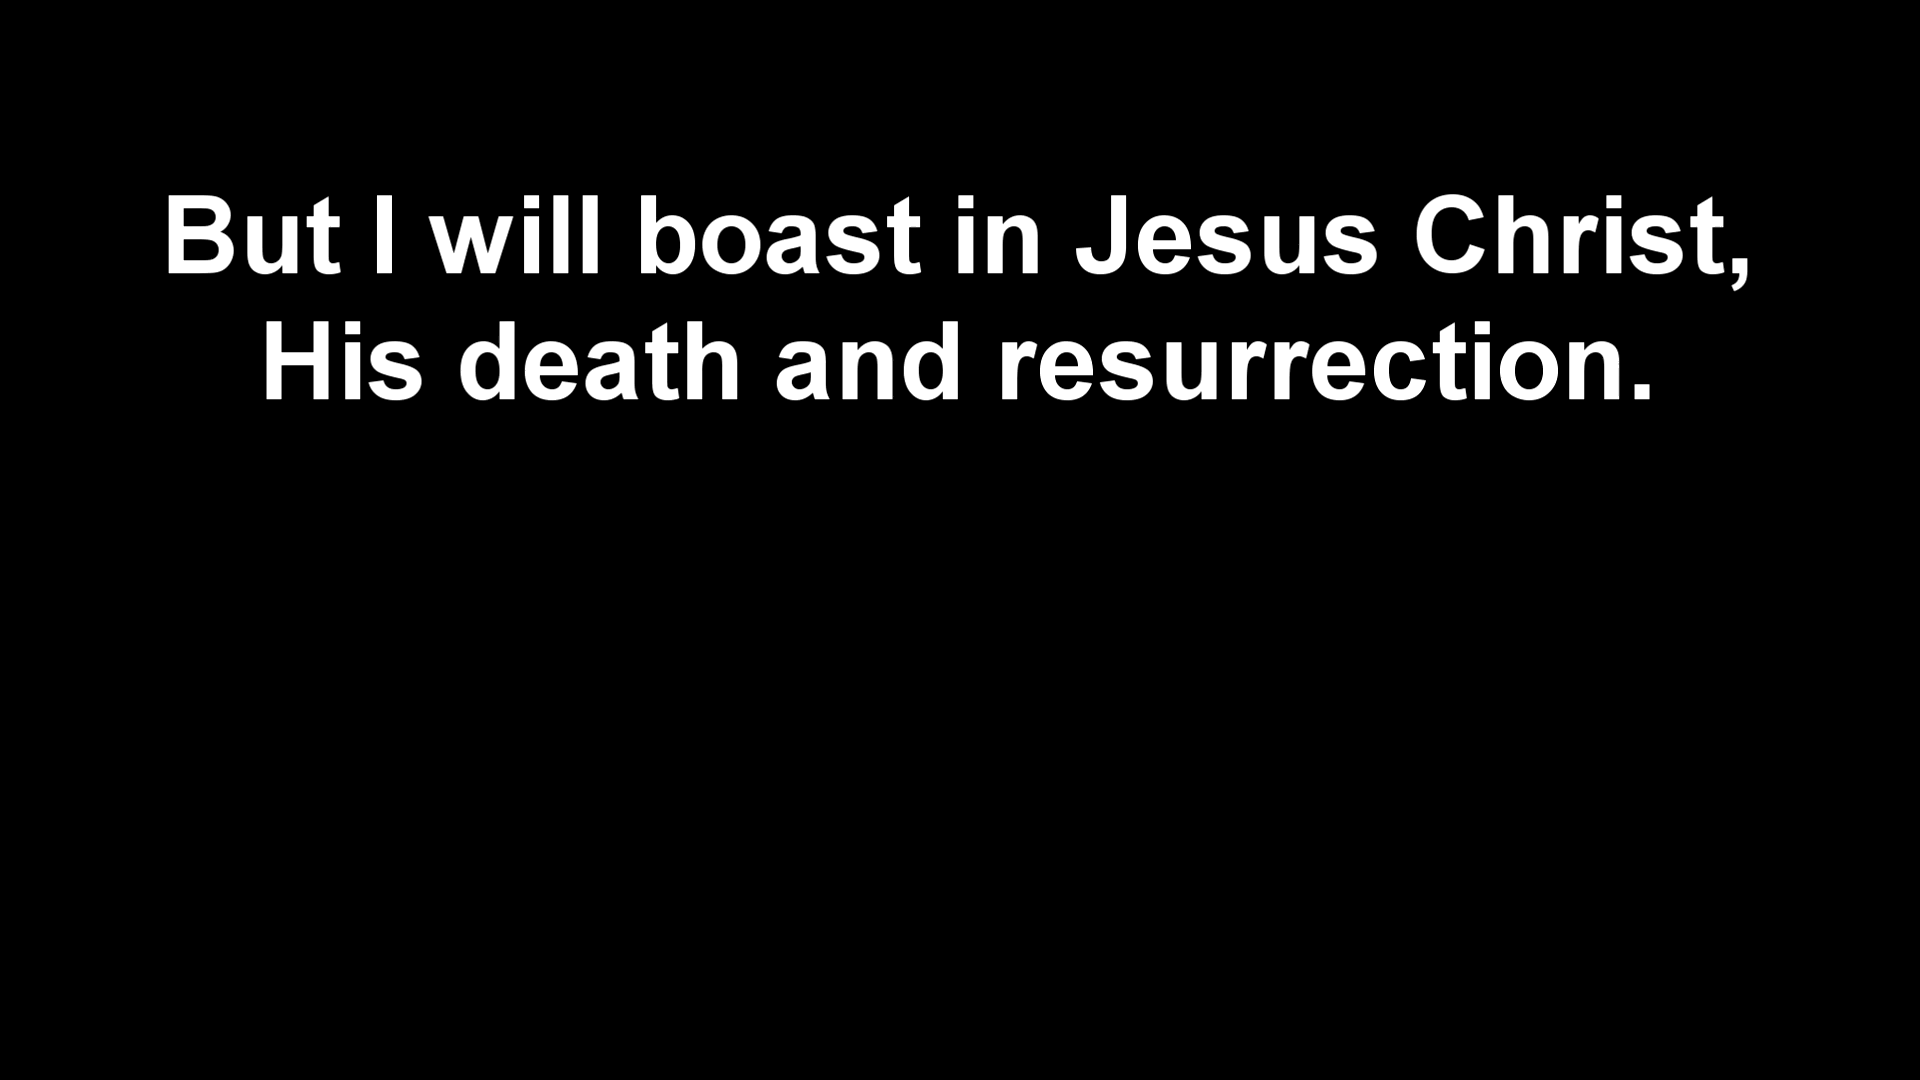 But I will boast in Jesus Christ,
His death and resurrection.